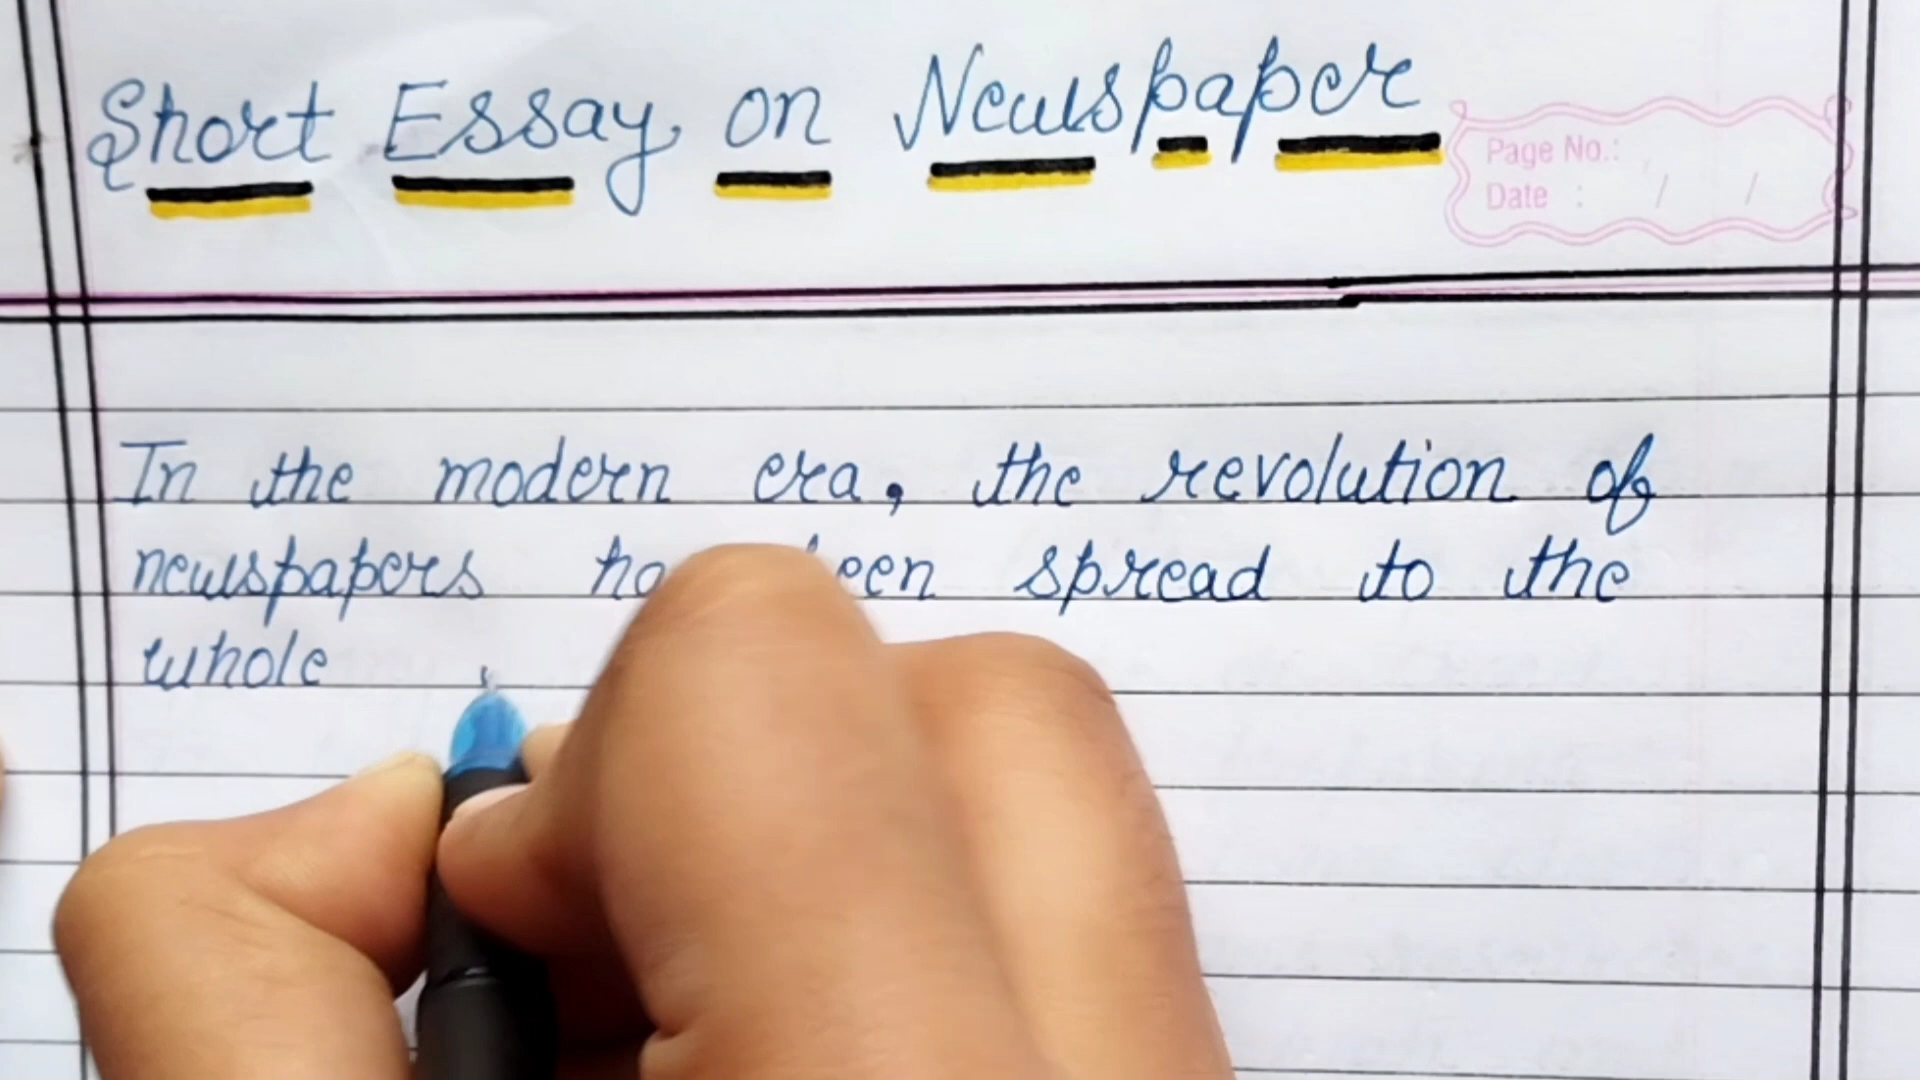 Short Essay on Newspaper
Page No.:
Date : / /
In the modern era, the revolution of
newspapers spread to the
whole